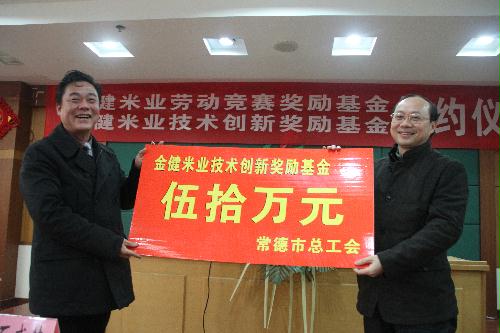 健米业劳动竞赛奖励基金
健米业技术创新奖励基金
约仪
金健米业技术创新奖励基金
伍拾万元
常德市总工会